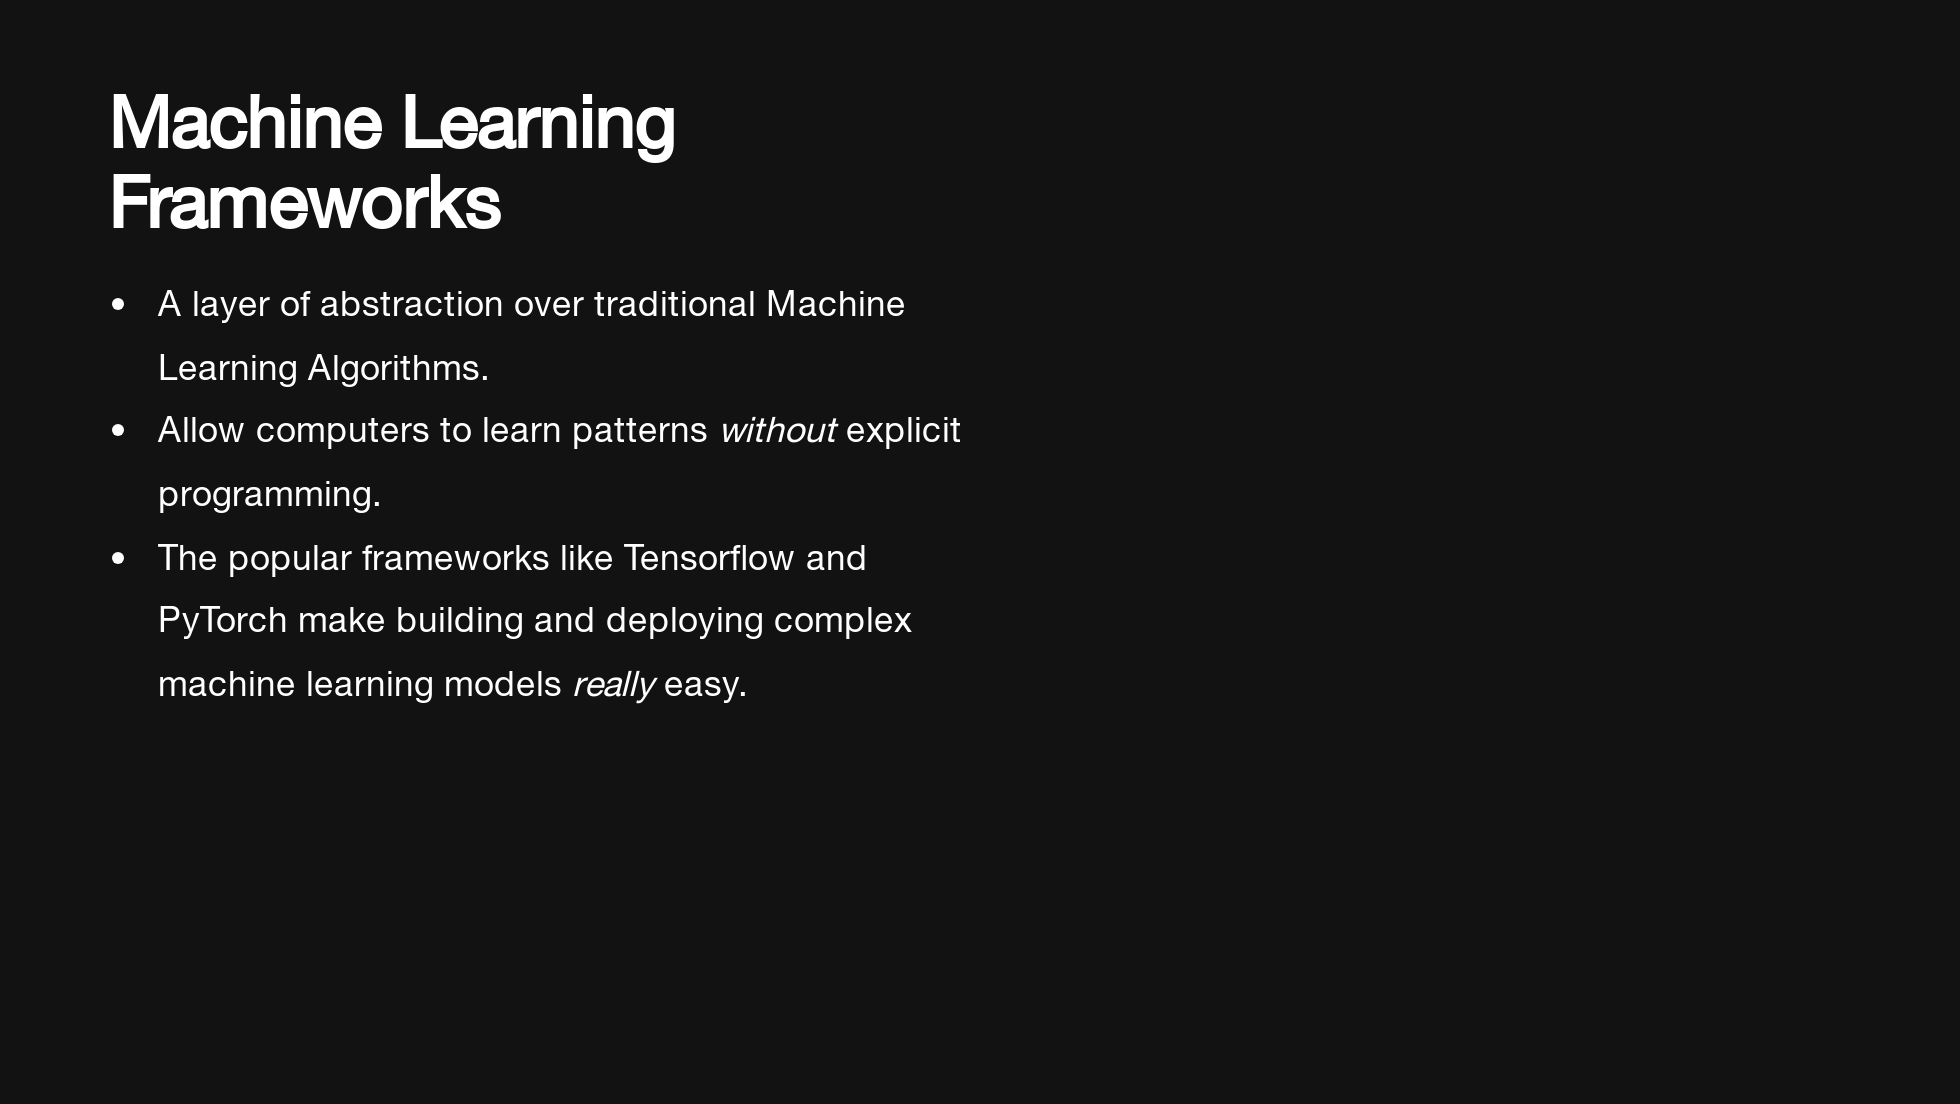 Machine Learning
Frameworks
• A layer of abstraction over traditional Machine
Learning Algorithms.
• Allow computers to learn patterns without explicit
programming.
• The popular frameworks like Tensorflow and
PyTorch make building and deploying complex
machine learning models really easy.